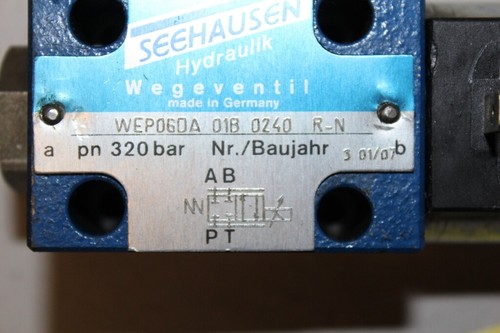 SEEHAUSEN
Hydraulik
Wegeventil
made in Germany
WEP06DA 01B 0240 R-N
a pn 320 bar Nr./Baujahr 3 01/07 b
A B
P T